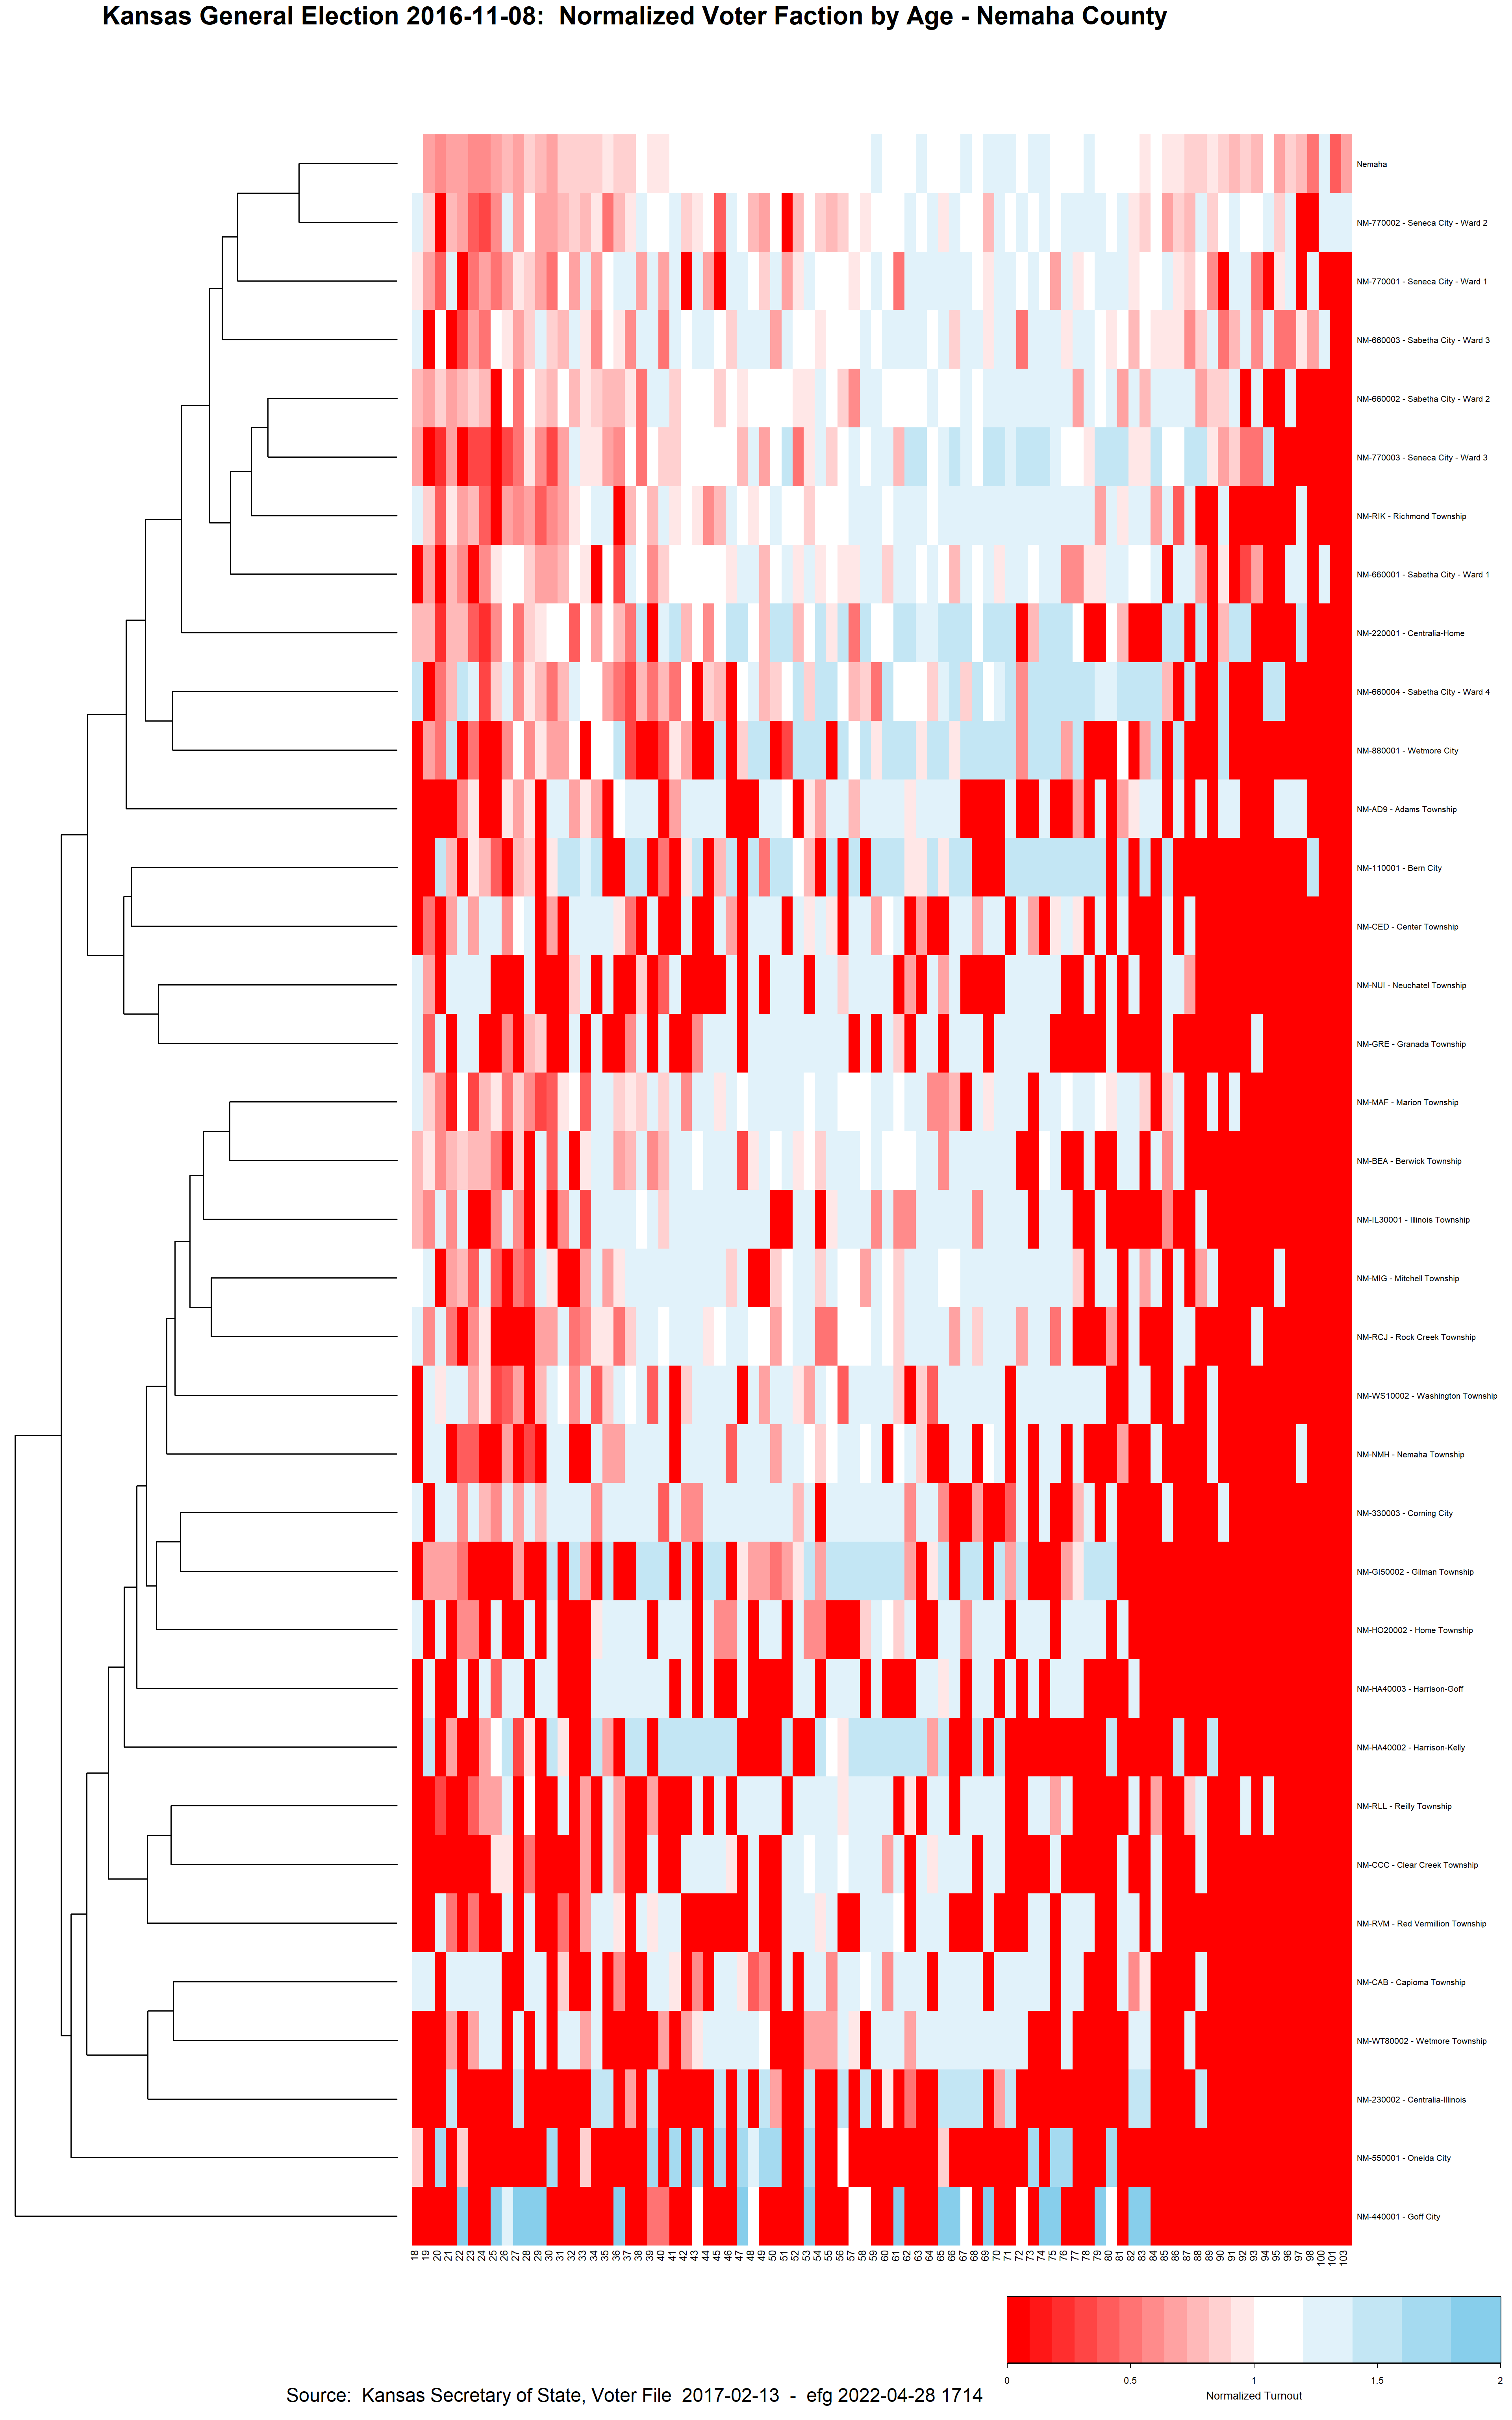 Kansas General Election 2016-11-08:  Normalized Voter Faction by Age - Nemaha County
Nemaha
NM-770002 - Seneca City - Ward 2
NM-770001 - Seneca City - Ward 1
NM-660003 - Sabetha City - Ward 3
NM-660002 - Sabetha City - Ward 2
NM-770003 - Seneca City - Ward 3
NM-RIK - Richmond Township
NM-660001 - Sabetha City - Ward 1
NM-220001 - Centralia-Home
NM-660004 - Sabetha City - Ward 4
NM-880001 - Wetmore City
NM-AD9 - Adams Township
NM-110001 - Bern City
NM-CED - Center Township
NM-NUI - Neuchatel Township
NM-GRE - Granada Township
NM-MAF - Marion Township
NM-BEA - Berwick Township
NM-IL30001 - Illinois Township
NM-MIG - Mitchell Township
NM-RCJ - Rock Creek Township
NM-WS10002 - Washington Township
NM-NMH - Nemaha Township
NM-330003 - Corning City
NM-GI50002 - Gilman Township
NM-HO20002 - Home Township
NM-HA40003 - Harrison-Goff
NM-HA40002 - Harrison-Kelly
NM-RLL - Reilly Township
NM-CCC - Clear Creek Township
NM-RVM - Red Vermillion Township
NM-CAB - Capioma Township
NM-WT80002 - Wetmore Township
NM-230002 - Centralia-Illinois
NM-550001 - Oneida City
NM-440001 - Goff City
18 19 20 21 22 23 24 25 26 27 28 29 30 31 32 33 34 35 36 37 38 39 40 41 42 43 44 45 46 47 48 49 50 51 52 53 54 55 56 57 58 59 60 61 62 63 64 65 66 67 68 69 70 71 72 73 74 75 76 77 78 79 80 81 82 83 84 85 86 87 88 89 90 91 92 93 94 95 96 97 98 100 101 103
0 0.5 1 1.5 2
Normalized Turnout
Source:  Kansas Secretary of State, Voter File  2017-02-13  -  efg 2022-04-28 1714